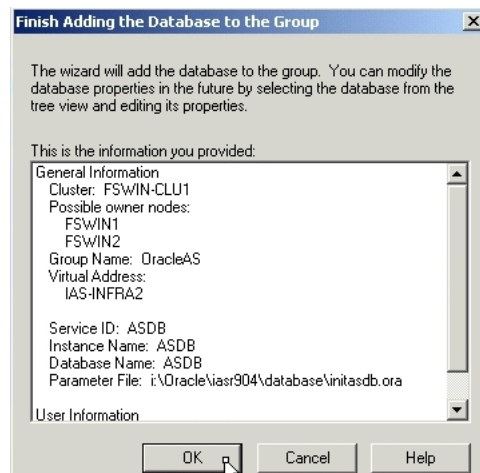 Finish Adding the Database to the Group
The wizard will add the database to the group. You can modify the
database properties in the future by selecting the database from the
tree view and editing its properties.
This is the information you provided:
General Information
Cluster: FSWIN-CLU1
Possible owner nodes:
FSWIN1
FSWIN2
Group Name: OracleAS
Virtual Address:
IAS-INFRA2
Service ID: ASDB
Instance Name: ASDB
Database Name: ASDB
Parameter File: i:\Oracle\iasr904\database\initasdb.ora
User Information
OK
Cancel
Help